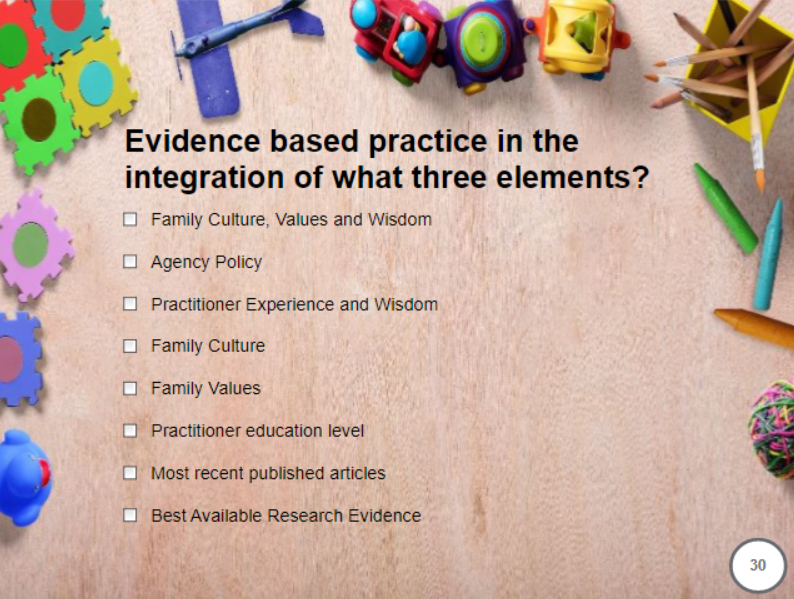 Evidence based practice in the
integration of what three elements?
Family Culture, Values and Wisdom
Agency Policy
Practitioner Experience and Wisdom
Family Culture
Family Values
Practitioner education level
Most recent published articles
Best Available Research Evidence
30